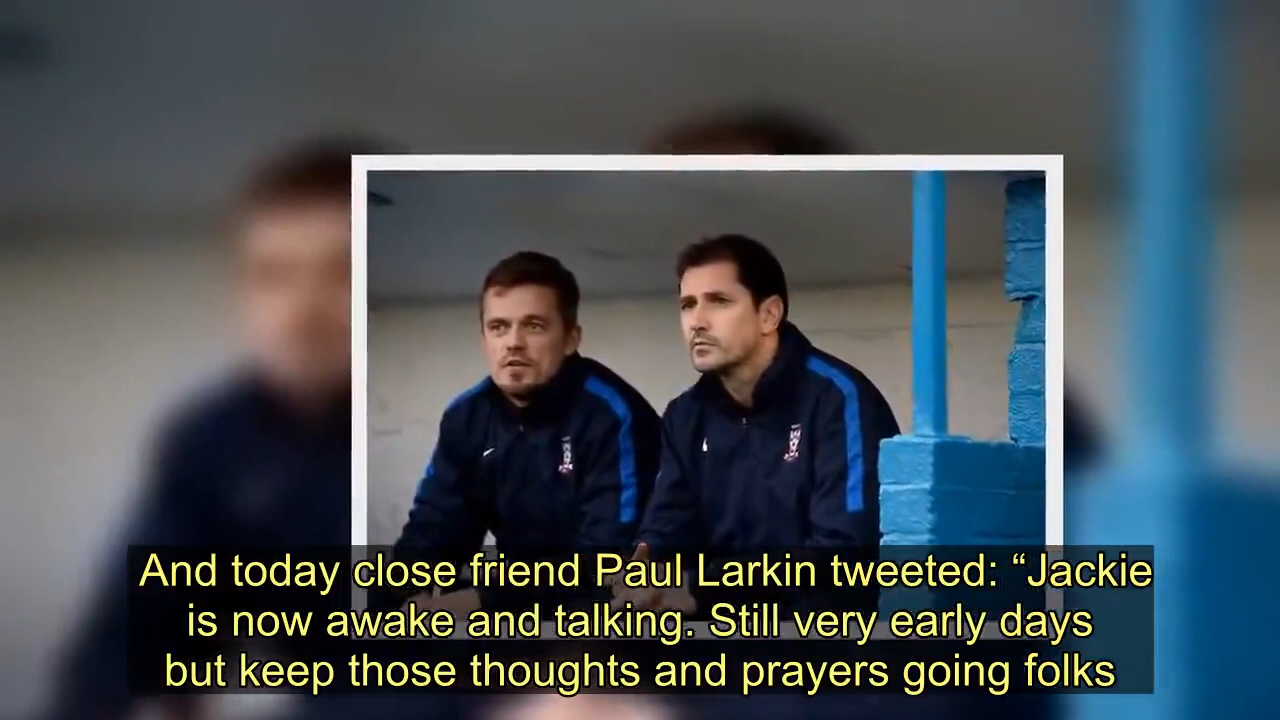 And today close friend Paul Larkin tweeted: “Jackie
is now awake and talking. Still very early days
but keep those thoughts and prayers going folks